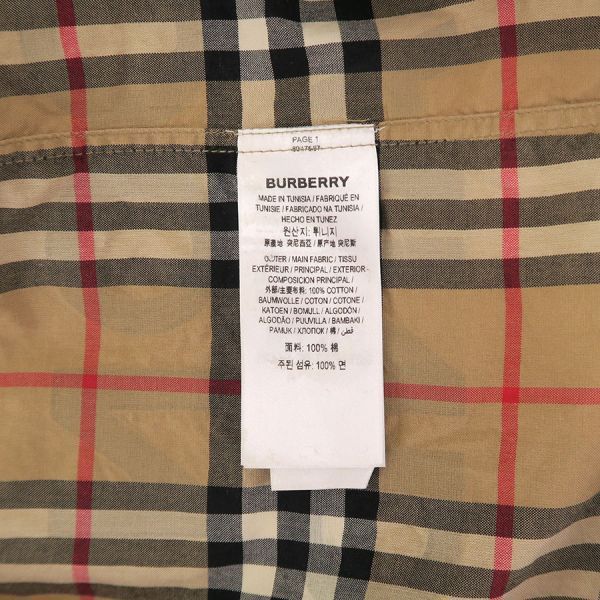 PAGE 1
BURBERRY
MADE IN TUNISIA / FABRIQUÉ EN
TUNISIE / FABRICADO NA TUNISIA /
HECHO EN TUNEZ
원산지: 튀니지
原產地 突尼西亞 / 原产地 突尼斯
OUTER / MAIN FABRIC / TISSU
EXTÉRIEUR / PRINCIPAL / EXTERIOR -
COMPOSICION PRINCIPAL /
外部/主要布料: 100% COTTON /
BAUMWOLLE / COTON / COTONE /
KATOEN / BOMULL / ALGODÓN /
ALGODÃO / PUUVILLA / BAMBAKI /
PAMUK / ХЛОПОК / 棉 / قطن /
面料: 100% 棉
주된 섬유: 100% 면